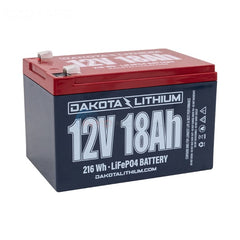 DAKOTA LITHIUM
12V 18Ah
216 Wh - LiFePO4 BATTERY
DAKOTALITHIUM.COM